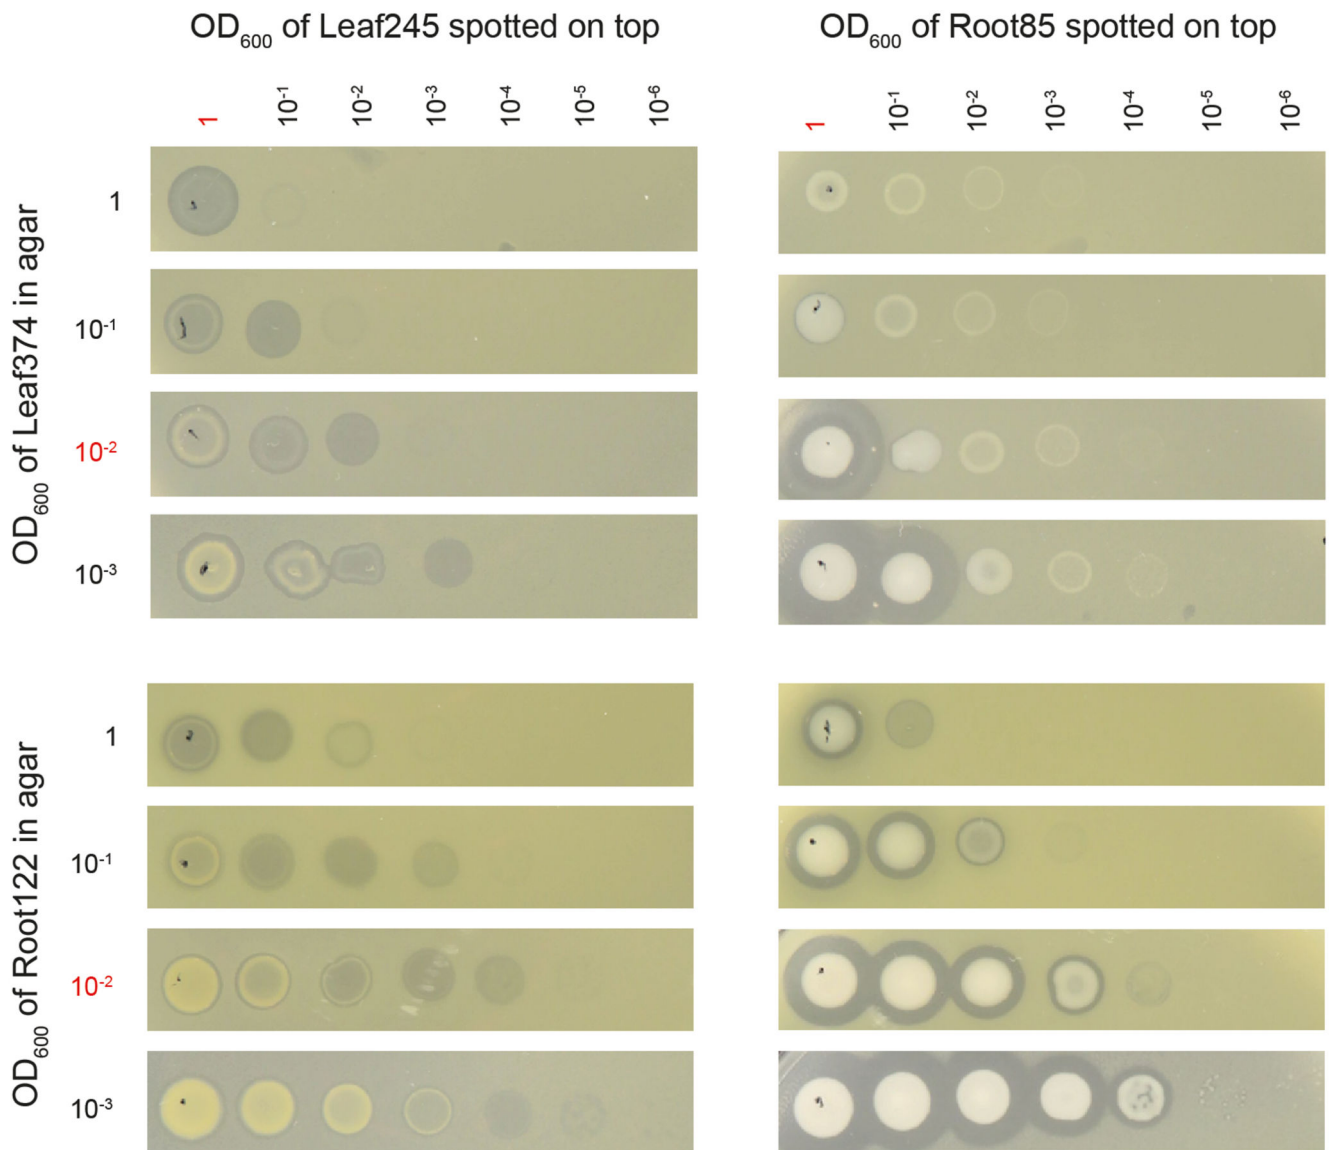 OD₆₀₀ of Leaf245 spotted on top
1 10⁻¹ 10⁻² 10⁻³ 10⁻⁴ 10⁻⁵ 10⁻⁶
OD₆₀₀ of Root85 spotted on top
1 10⁻¹ 10⁻² 10⁻³ 10⁻⁴ 10⁻⁵ 10⁻⁶
OD₆₀₀ of Leaf374 in agar
1
10⁻¹
10⁻²
10⁻³
OD₆₀₀ of Root122 in agar
1
10⁻¹
10⁻²
10⁻³